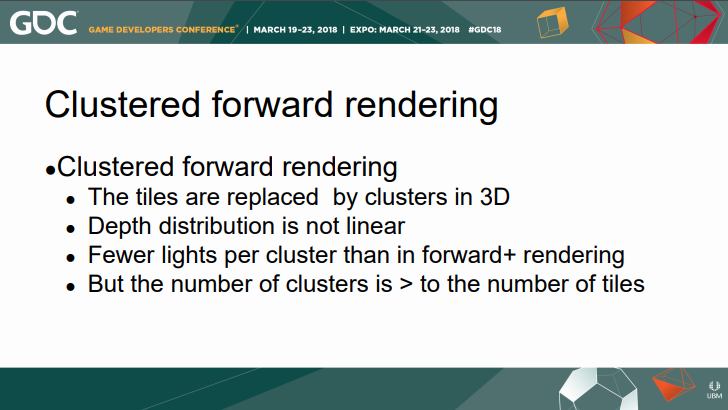 GDC GAME DEVELOPERS CONFERENCE® | MARCH 19–23, 2018 | EXPO: MARCH 21–23, 2018 #GDC18
Clustered forward rendering
●Clustered forward rendering
● The tiles are replaced by clusters in 3D
● Depth distribution is not linear
● Fewer lights per cluster than in forward+ rendering
● But the number of clusters is > to the number of tiles
UBM